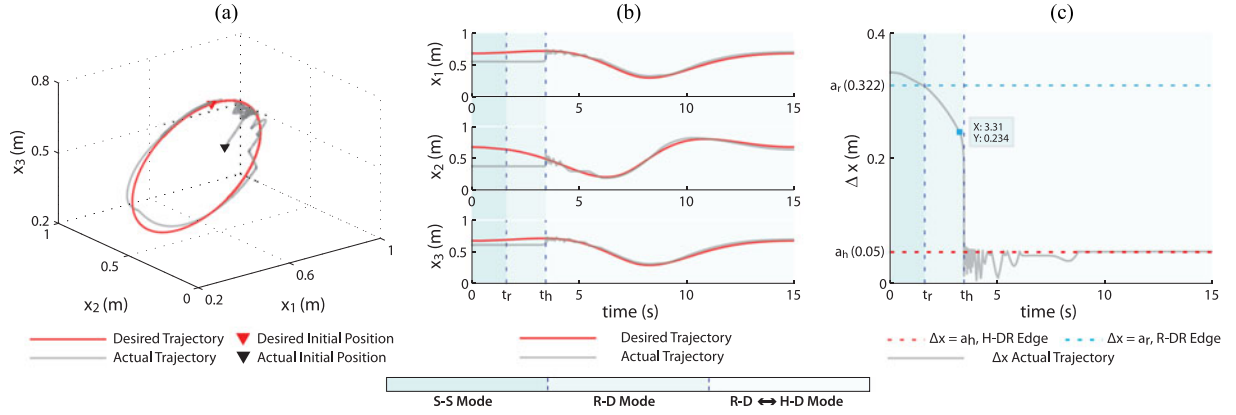 (a)
0.8
0.5
0.2
x3 (m)
1
0.5
0
x2 (m)
0.2
0.6
1
x1 (m)
Desired Trajectory
Actual Trajectory
Desired Initial Position
Actual Initial Position
(b)
1
0.5
0
x1 (m)
5
10
15
1
0.5
0
x2 (m)
5
10
15
1
0.5
0
x3 (m)
0
tr
th
5
10
15
time (s)
Desired Trajectory
Actual Trajectory
(c)
0.4
ar (0.322)
0.2
ah (0.05)
0
Δ x (m)
X: 3.31
Y: 0.234
0
tr
th
5
10
15
time (s)
Δx = ah, H-DR Edge
Δx = ar, R-DR Edge
Δx Actual Trajectory
S-S Mode
R-D Mode
R-D ↔ H-D Mode